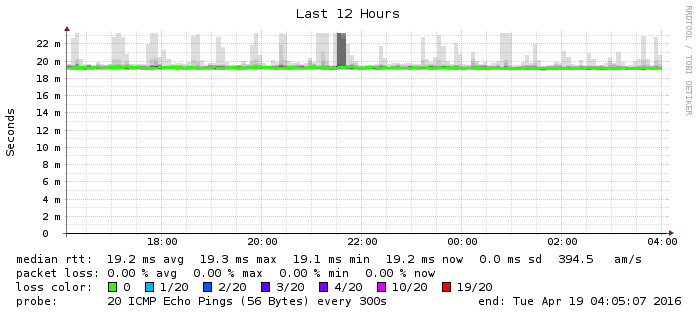 Last 12 Hours
RRDTOOL / TOBI OETIKER
Seconds
22 m
20 m
18 m
16 m
14 m
12 m
10 m
8 m
6 m
4 m
2 m
0
18:00 20:00 22:00 00:00 02:00 04:00
median rtt: 19.2 ms avg 19.3 ms max 19.1 ms min 19.2 ms now 0.0 ms sd 394.5 am/s
packet loss: 0.00 % avg 0.00 % max 0.00 % min 0.00 % now
loss color: 0 1/20 2/20 3/20 4/20 10/20 19/20
probe: 20 ICMP Echo Pings (56 Bytes) every 300s end: Tue Apr 19 04:05:07 2016